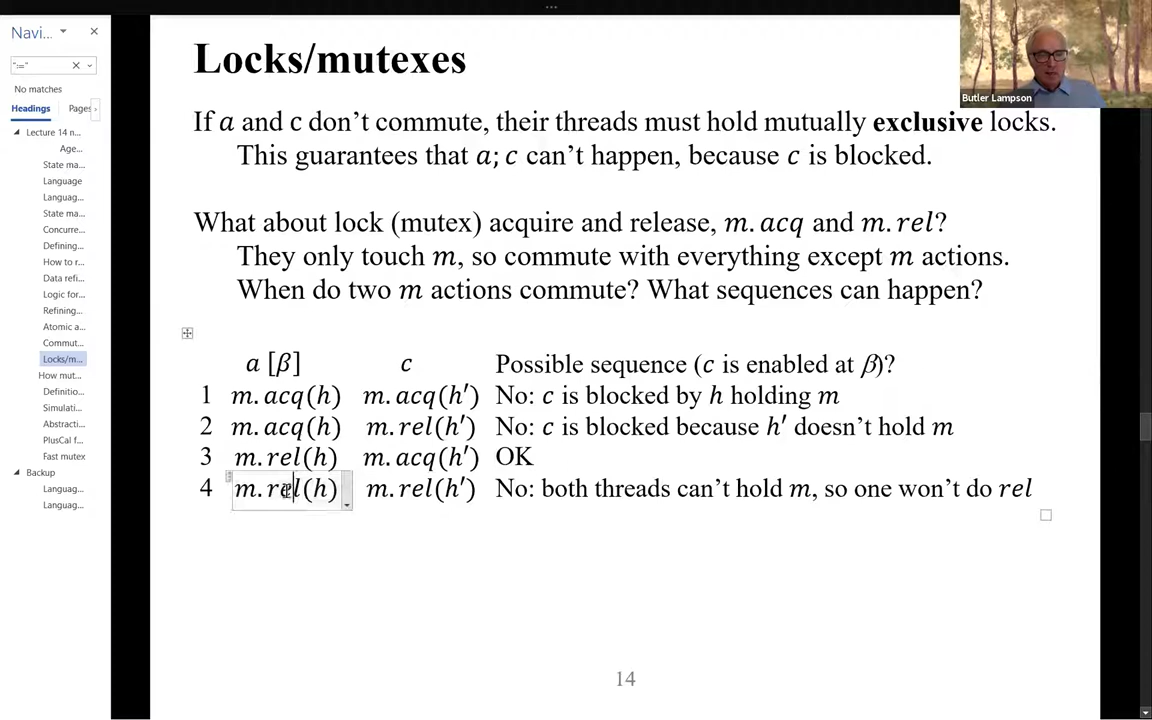 Navi...
"::="
No matches
Headings
Pages
Lecture 14 n...
Age...
State ma...
Language
Languag...
State ma...
Concurre...
Defining...
How to r...
Data refi...
Logic for...
Refining...
Atomic a...
Commut...
Locks/m...
How mut...
Definitio...
Simulati...
Abstracti...
PlusCal f...
Fast mutex
Backup
Languag...
Languag...
Locks/mutexes
If a and c don't commute, their threads must hold mutually exclusive locks.
This guarantees that a; c can't happen, because c is blocked.
What about lock (mutex) acquire and release, m.acq and m.rel?
They only touch m, so commute with everything except m actions.
When do two m actions commute? What sequences can happen?
a [β] c Possible sequence (c is enabled at β)?
1 m.acq(h) m.acq(h′) No: c is blocked by h holding m
2 m.acq(h) m.rel(h′) No: c is blocked because h′ doesn't hold m
3 m.rel(h) m.acq(h′) OK
4 m.rel(h) m.rel(h′) No: both threads can't hold m, so one won't do rel
14
Butler Lampson